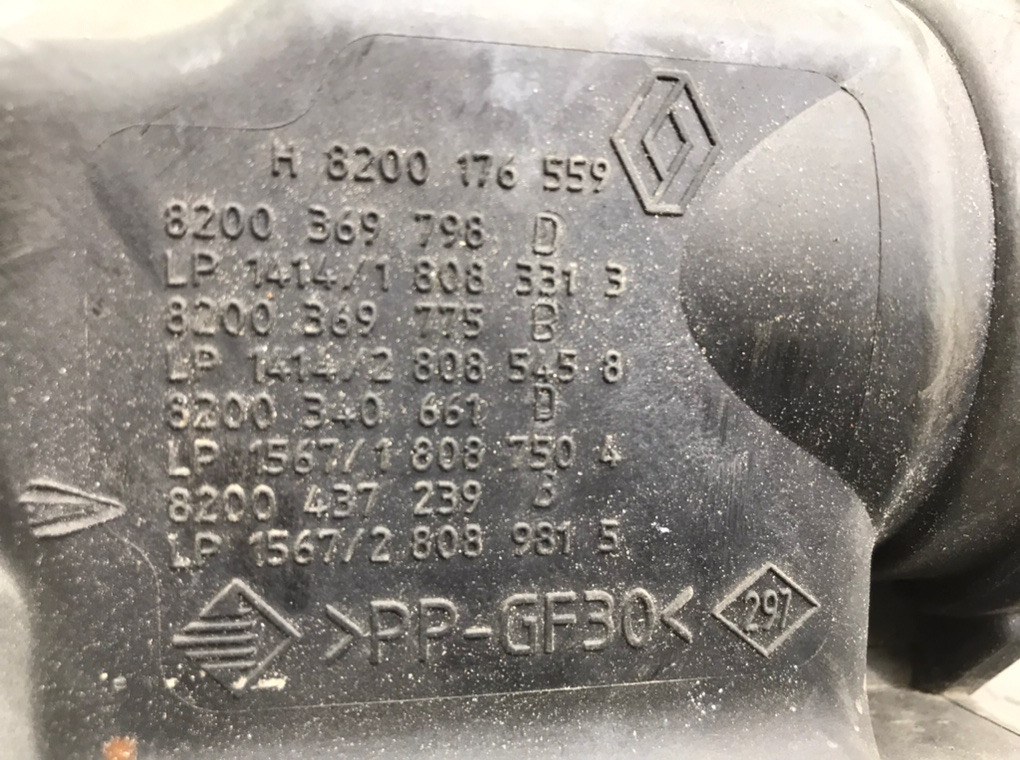 H 8200 176 559
8200 369 798 D
LP 1414/1 808 331 3
8200 369 775 B
LP 1414/2 808 545 8
8200 340 661 D
LP 1567/1 808 750 4
8200 437 239
LP 1567/2 808 981 5
>PP-GF30<
297